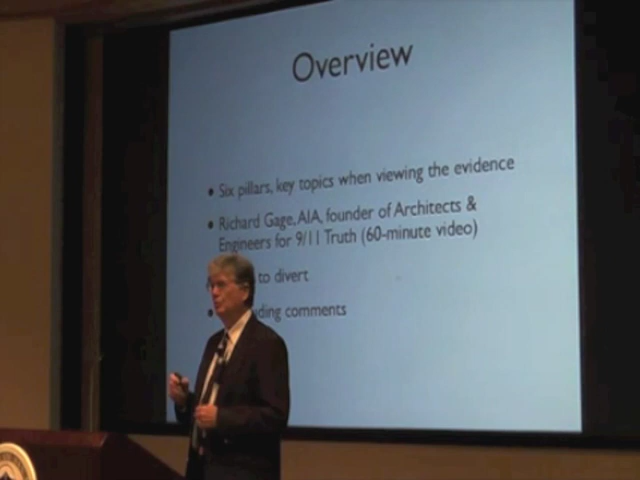 Overview
• Six pillars, key topics when viewing the evidence
• Richard Gage, AIA, founder of Architects &
Engineers for 9/11 Truth (60-minute video)
to divert
• ding comments